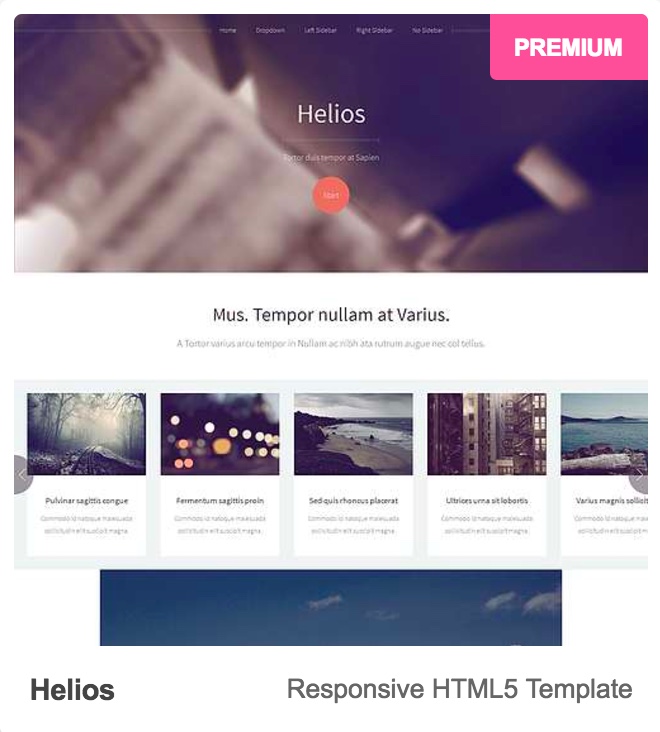 Home Dropdown Left Sidebar Right Sidebar No Sidebar
PREMIUM
Helios
Tortor duis tempor at Sapien
Mus. Tempor nullam at Varius.
A Tortor varius arcu tempor in Nullam ac nibh ata rutrum augue nec col tellus.
Pulvinar sagittis congue
Commodo id natoque malesuada
sollicitudin elit suscipit magna.
Fermentum sagittis proin
Commodo id natoque malesuada
sollicitudin elit suscipit magna.
Sed quis rhoncus placerat
Commodo id natoque malesuada
sollicitudin elit suscipit magna.
Ultrices urna sit lobortis
Commodo id natoque malesuada
sollicitudin elit suscipit magna.
Varius magnis sollicit
Commodo id natoque malesuada
sollicitudin elit suscipit magna
Helios
Responsive HTML5 Template